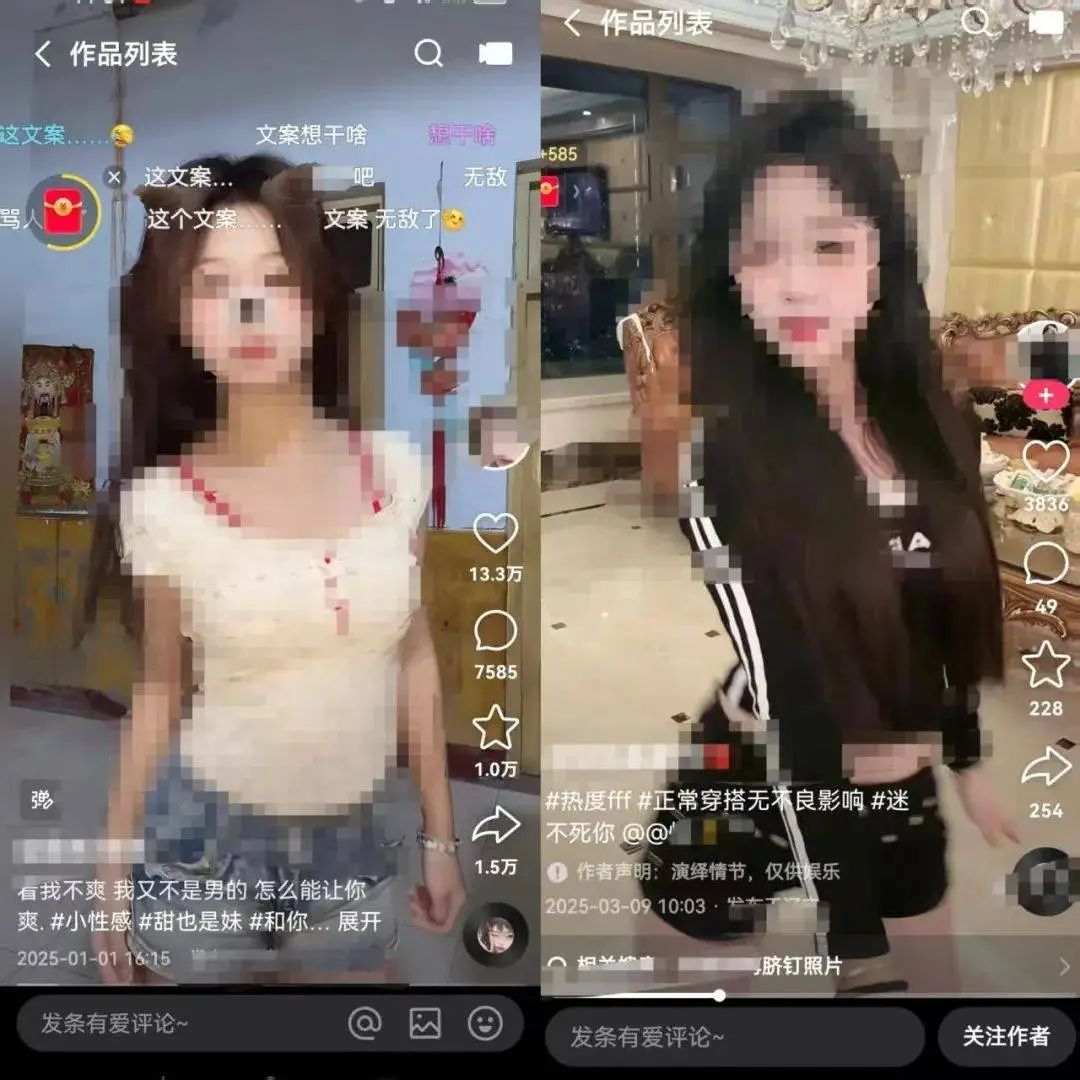 作品列表
这文案......
文案想干啥
想干啥
这文案...
吧
无敌
骂人
这个文案......
文案 无敌了
13.3万
7585
1.0万
1.5万
弹
看我不爽 我又不是男的 怎么能让你
爽. #小性感 #甜也是妹 #和你... 展开
2025-01-01 16:15
发条有爱评论~
作品列表
+585
3836
49
228
254
#热度fff #正常穿搭无不良影响 #迷
不死你 @@
作者声明：演绎情节，仅供娱乐
2025-03-09 10:03 ·
脐钉照片
发条有爱评论~
关注作者